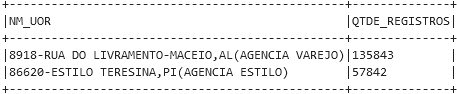 +--------------------------------------------------+--------------+
|NM_UOR |QTDE_REGISTROS|
+--------------------------------------------------+--------------+
|8918-RUA DO LIVRAMENTO-MACEIO,AL(AGENCIA VAREJO)|135843 |
|86620-ESTILO TERESINA,PI(AGENCIA ESTILO) |57842 |
+--------------------------------------------------+--------------+